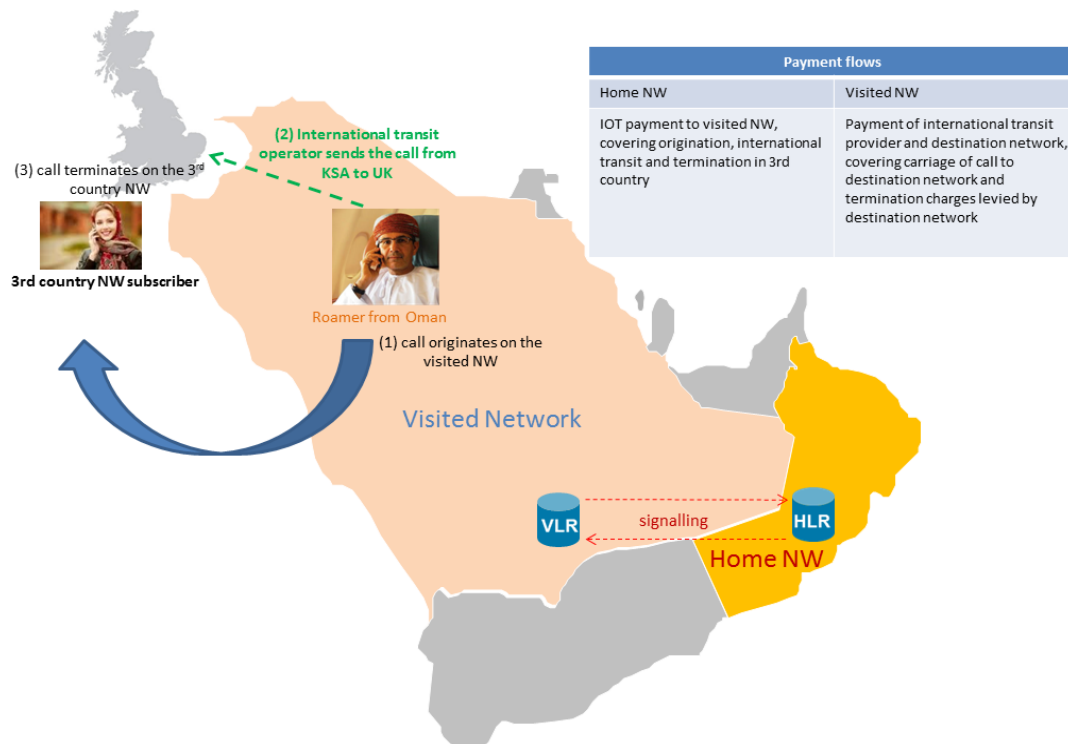 Payment flows
Home NW
Visited NW
IOT payment to visited NW,
covering origination, international
transit and termination in 3rd
country
Payment of international transit
provider and destination network,
covering carriage of call to
destination network and
termination charges levied by
destination network
(2) International transit
operator sends the call from
KSA to UK
(3) call terminates on the 3rd
country NW
3rd country NW subscriber
Roamer from Oman
(1) call originates on the
visited NW
Visited Network
VLR
signalling
HLR
Home NW